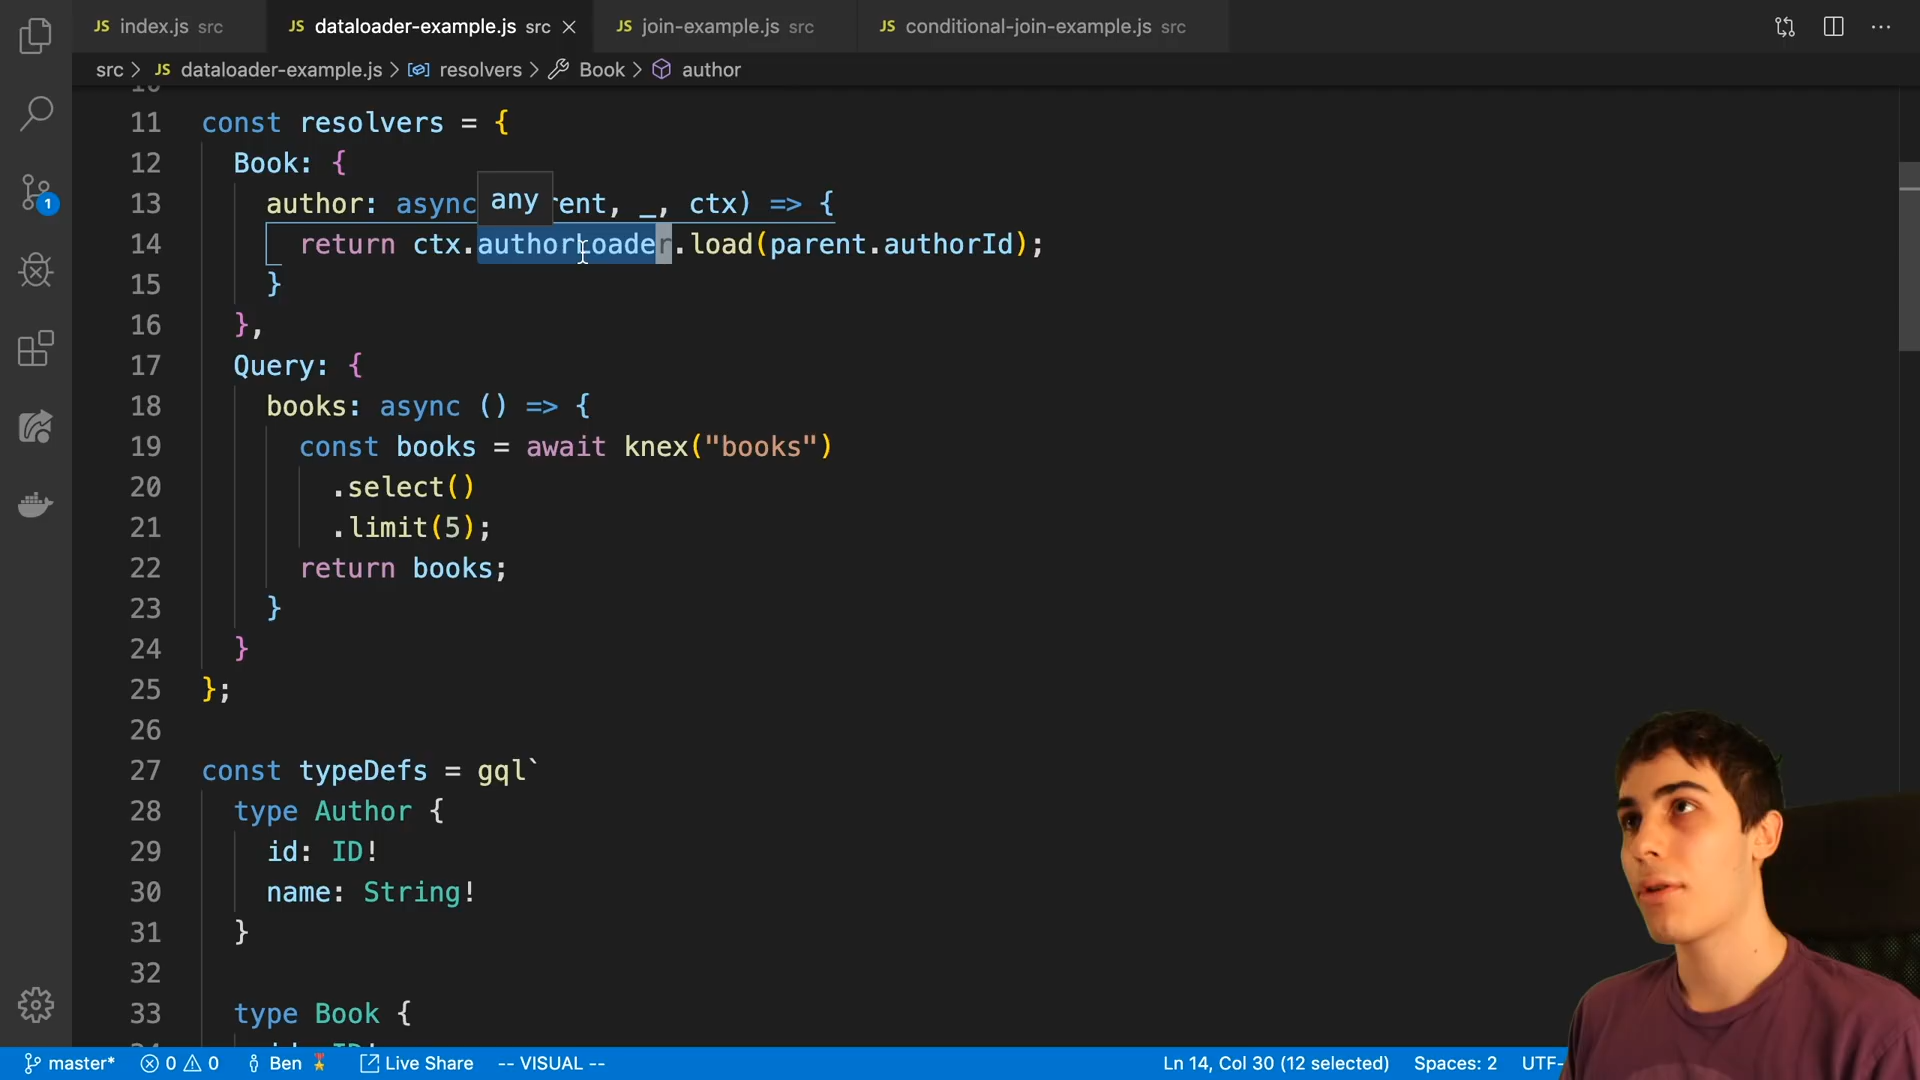 JS index.js src
JS dataloader-example.js src
JS join-example.js src
JS conditional-join-example.js src
src > JS dataloader-example.js > resolvers > Book > author
11 const resolvers = {
12 Book: {
any
13 author: async rent, _, ctx) => {
14 return ctx.authorLoader.load(parent.authorId);
15 }
16 },
17 Query: {
18 books: async () => {
19 const books = await knex("books")
20 .select()
21 .limit(5);
22 return books;
23 }
24 }
25 };
26
27 const typeDefs = gql`
28 type Author {
29 id: ID!
30 name: String!
31 }
32
33 type Book {
1
master* 0 0 Ben Live Share -- VISUAL -- Ln 14, Col 30 (12 selected) Spaces: 2 UTF-